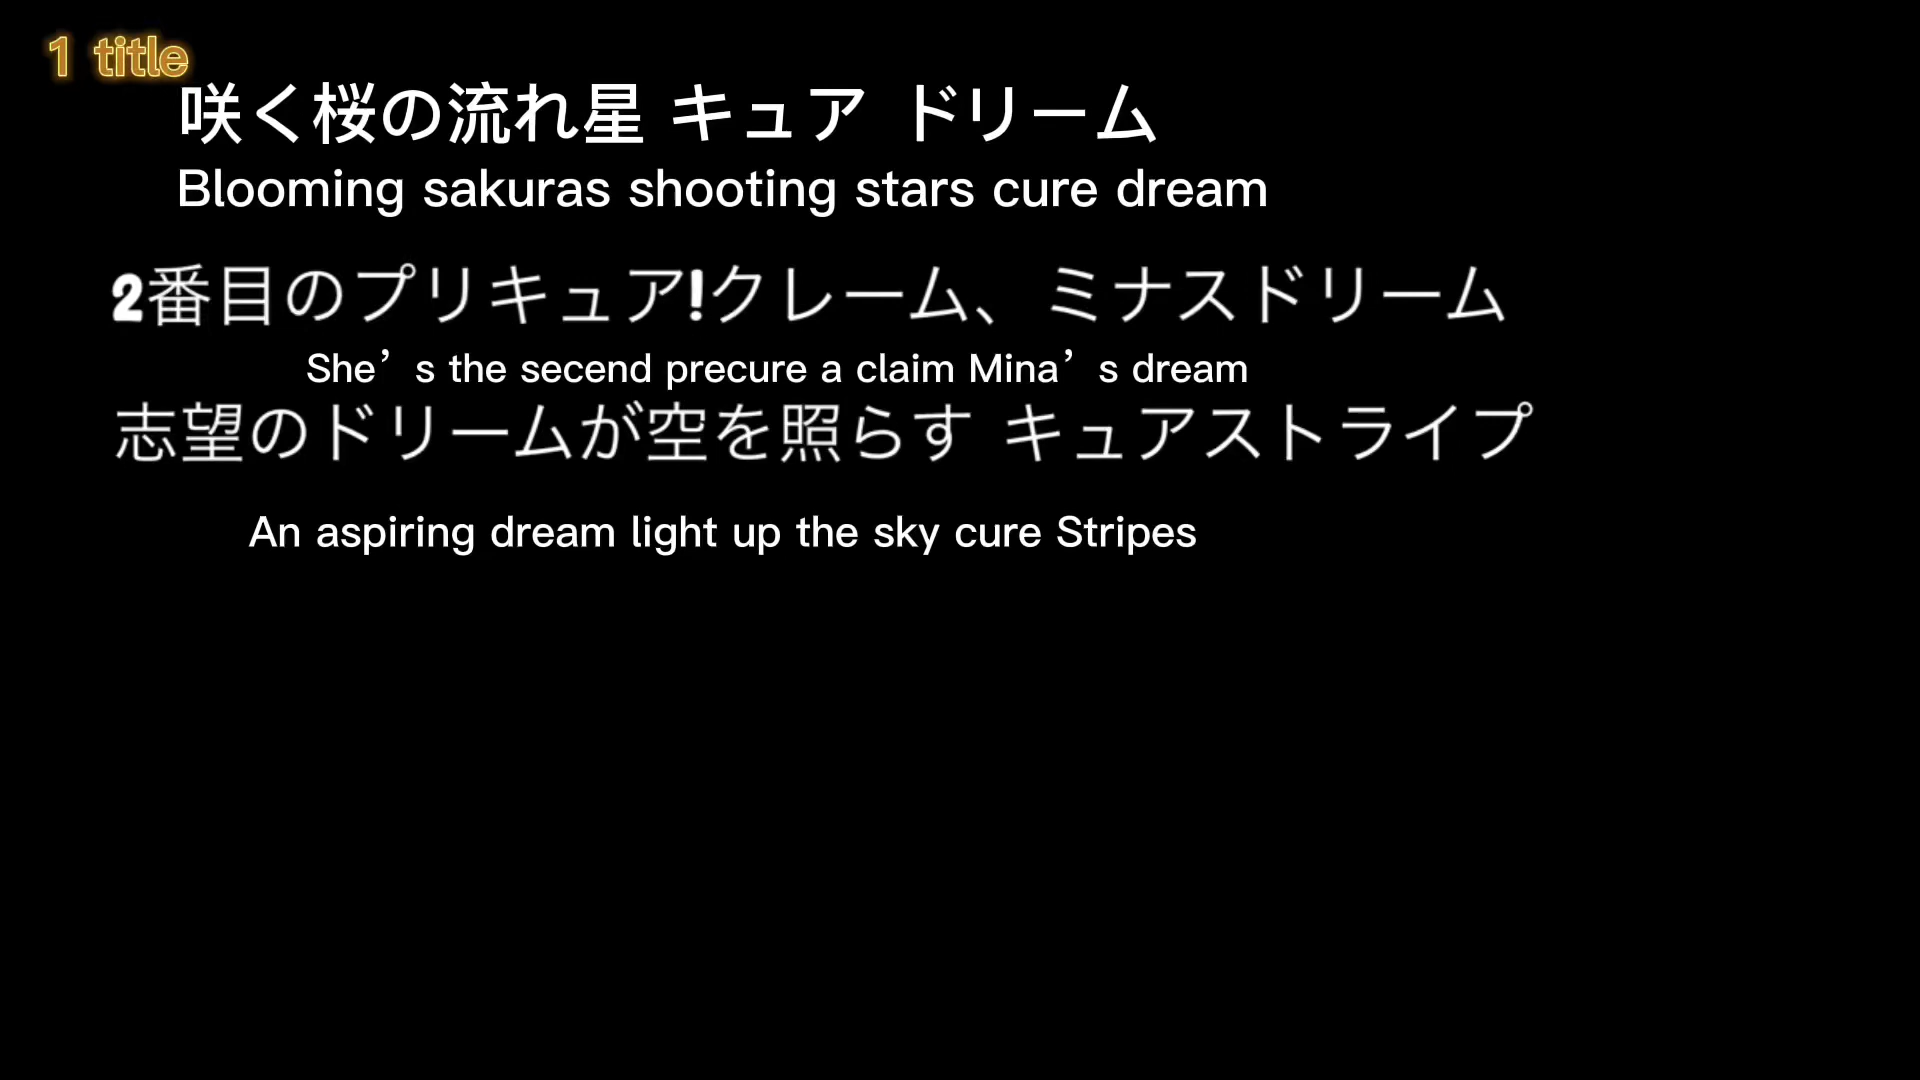 1 title
咲く桜の流れ星 キュア ドリーム
Blooming sakuras shooting stars cure dream
2番目のプリキュア!クレーム、ミナスドリーム
She’s the secend precure a claim Mina’s dream
志望のドリームが空を照らす キュアストライプ
An aspiring dream light up the sky cure Stripes